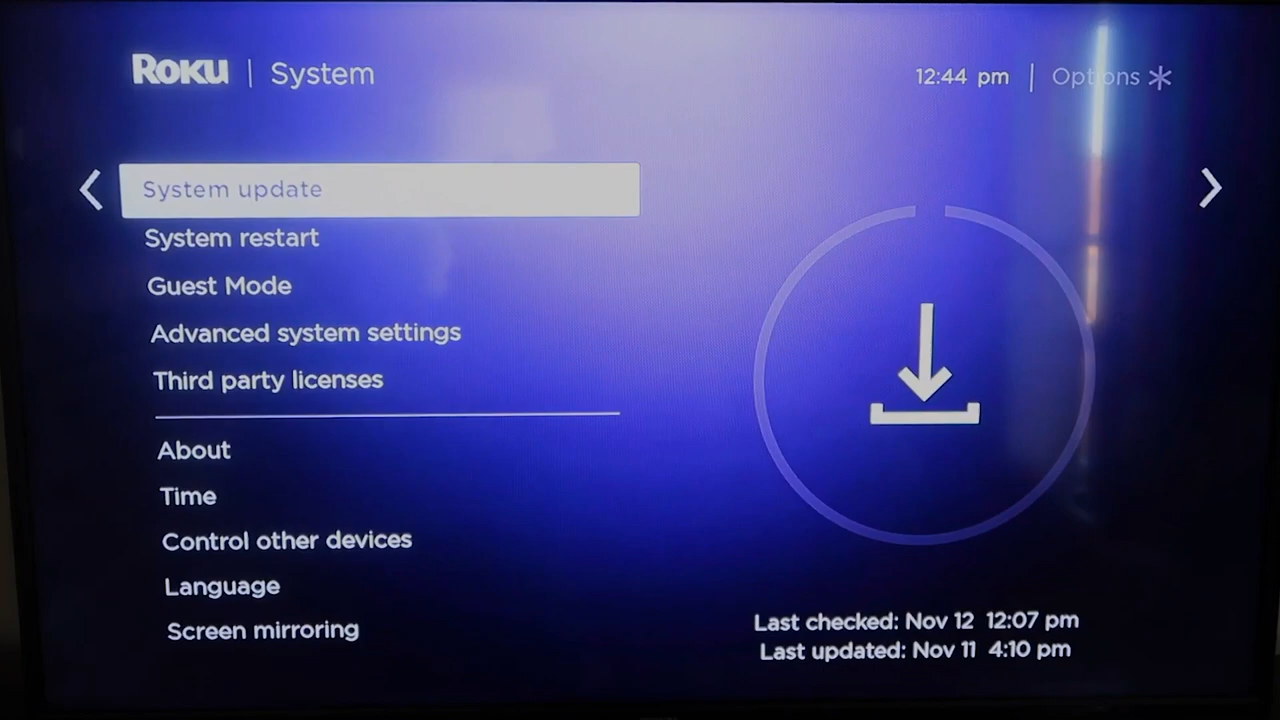 Roku | System
12:44 pm | Options *
System update
System restart
Guest Mode
Advanced system settings
Third party licenses
About
Time
Control other devices
Language
Screen mirroring
Last checked: Nov 12 12:07 pm
Last updated: Nov 11 4:10 pm